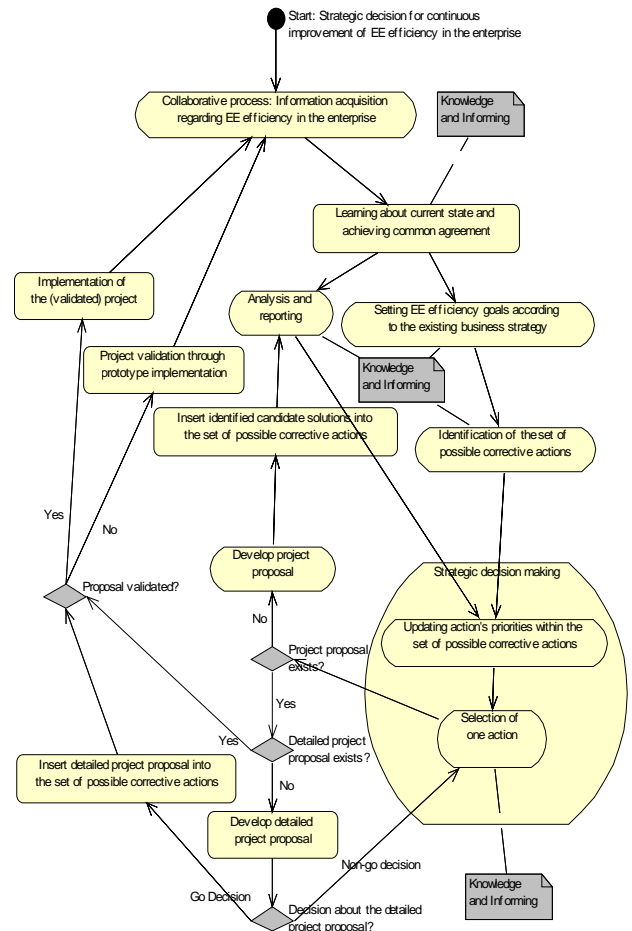 Start: Strategic decision for continuous
improvement of EE efficiency in the enterprise
Collaborative process: Information acquisition
regarding EE efficiency in the enterprise
Knowledge
and Informing
Learning about current state and
achieving common agreement
Implementation of
the (validated) project
Analysis and
reporting
Setting EE efficiency goals according
to the existing business strategy
Project validation through
prototype implementation
Knowledge
and Informing
Insert identified candidate solutions into
the set of possible corrective actions
Identification of the set of
possible corrective actions
Yes
No
Develop project
proposal
Strategic decision making
Proposal validated?
No
Updating action's priorities within the
set of possible corrective actions
Project proposal
exists?
Yes
Selection of
one action
Yes
Detailed project
proposal exists?
Insert detailed project proposal into
the set of possible corrective actions
No
Develop detailed
project proposal
Non-go decision
Go Decision
Knowledge
and Informing
Decision about the detailed
project proposal?